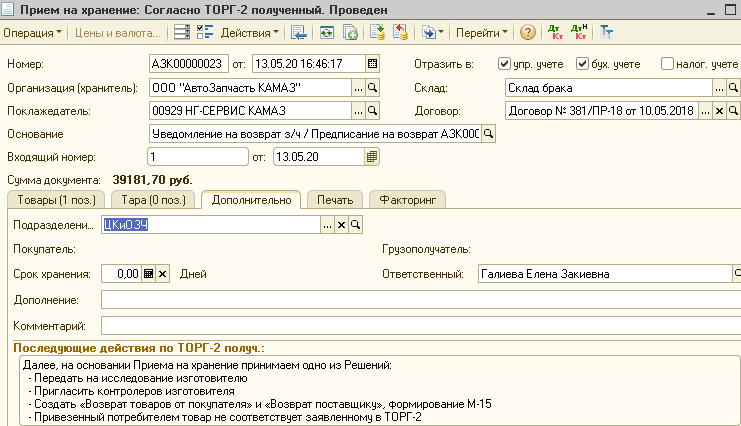 Прием на хранение: Согласно ТОРГ-2 полученный. Проведен
Операция Цены и валюта... Действия Перейти ? Дт Кт ДтН Кт
Номер: АЗК00000023 от: 13.05.20 16:46:17 Отразить в: упр. учете бух. учете налог. учете
Организация (хранитель): ООО "АвтоЗапчасть КАМАЗ" ... Склад: Склад брака ...
Поклажедатель: 00929 НГ-СЕРВИС КАМАЗ ... Договор: Договор № 381/ПР-18 от 10.05.2018 ... x
Основание Уведомление на возврат з/ч / Предписание на возврат АЗК000
Входящий номер: 1 от: 13.05.20
Сумма документа: 39181,70 руб.
Товары (1 поз.) Тара (0 поз.) Дополнительно Печать Факторинг
Подразделени... ЦКиОЗЧ ... x
Покупатель: Грузополучатель:
Срок хранения: 0,00 x Дней Ответственный: Галиева Елена Закиевна
Дополнение:
Комментарий:
Последующие действия по ТОРГ-2 получ.:
Далее, на основании Приема на хранение принимаем одно из Решений:
- Передать на исследование изготовителю
- Пригласить контролеров изготовителя
- Создать «Возврат товаров от покупателя» и «Возврат поставщику», формирование М-15
- Привезенный потребителем товар не соответствует заявленному в ТОРГ-2